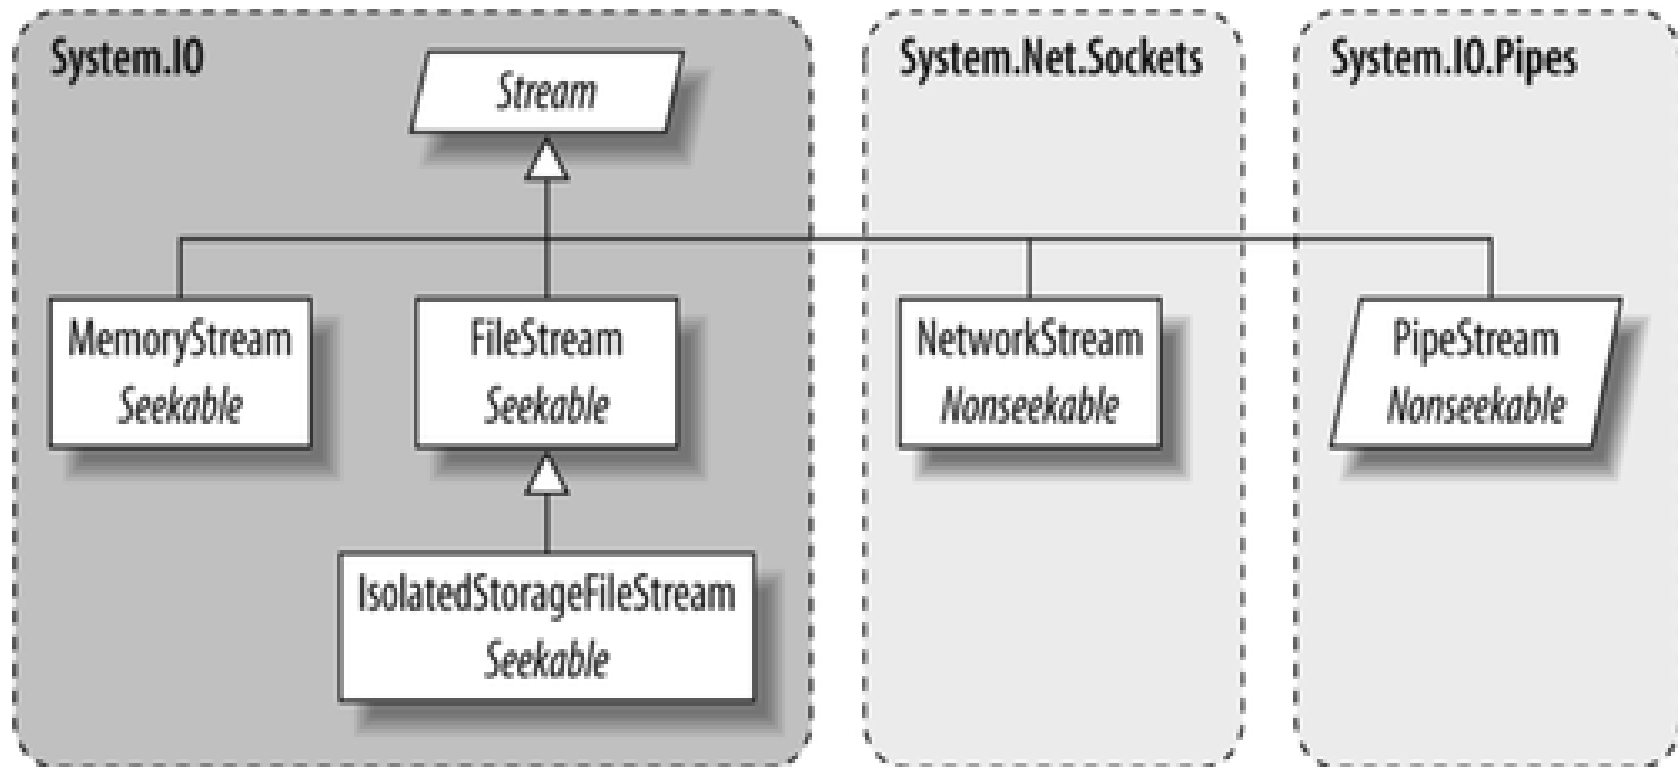 System.IO
Stream
MemoryStream
Seekable
FileStream
Seekable
IsolatedStorageFileStream
Seekable
System.Net.Sockets
NetworkStream
Nonseekable
System.IO.Pipes
PipeStream
Nonseekable